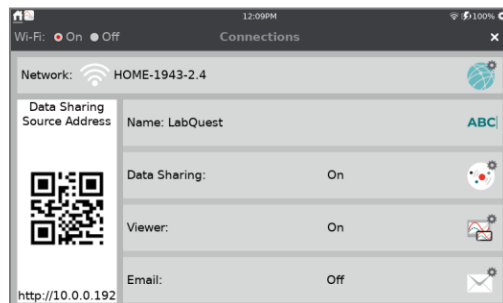 12:09PM
100%
Wi-Fi: On Off
Connections
Network: HOME-1943-2.4
Data Sharing
Source Address
Name: LabQuest
ABC
Data Sharing: On
Viewer: On
Email: Off
http://10.0.0.192